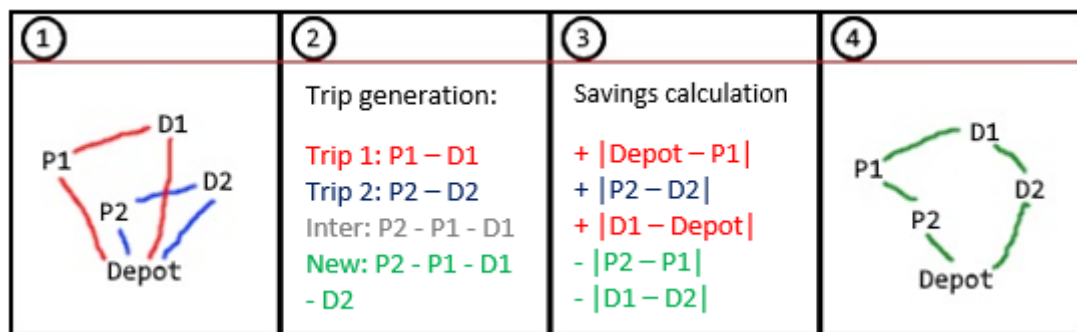 1
P1
D1
P2
D2
Depot
2
Trip generation:
Trip 1: P1 – D1
Trip 2: P2 – D2
Inter: P2 - P1 - D1
New: P2 - P1 - D1
- D2
3
Savings calculation
+ |Depot – P1|
+ |P2 – D2|
+ |D1 – Depot|
- |P2 – P1|
- |D1 – D2|
4
D1
P1
D2
P2
Depot